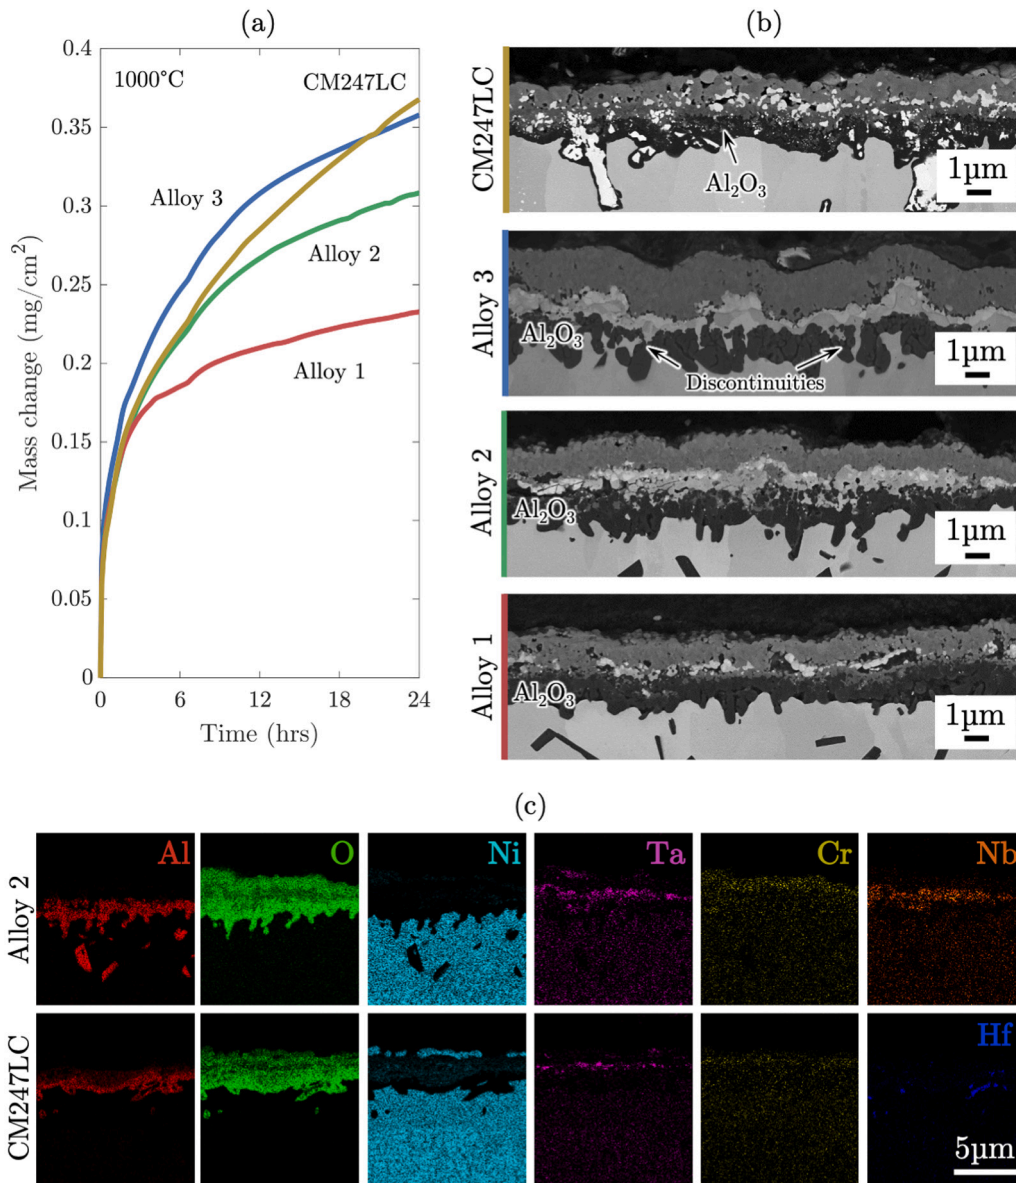 (a)
0.4
0.35
0.3
0.25
0.2
0.15
0.1
0.05
0
Mass change (mg/cm²)
1000°C
CM247LC
Alloy 3
Alloy 2
Alloy 1
0
6
12
18
24
Time (hrs)
(b)
CM247LC
Al₂O₃
1μm
Alloy 3
Al₂O₃
Discontinuities
1μm
Alloy 2
Al₂O₃
1μm
Alloy 1
Al₂O₃
1μm
(c)
Alloy 2
Al
O
Ni
Ta
Cr
Nb
CM247LC
Hf
5μm